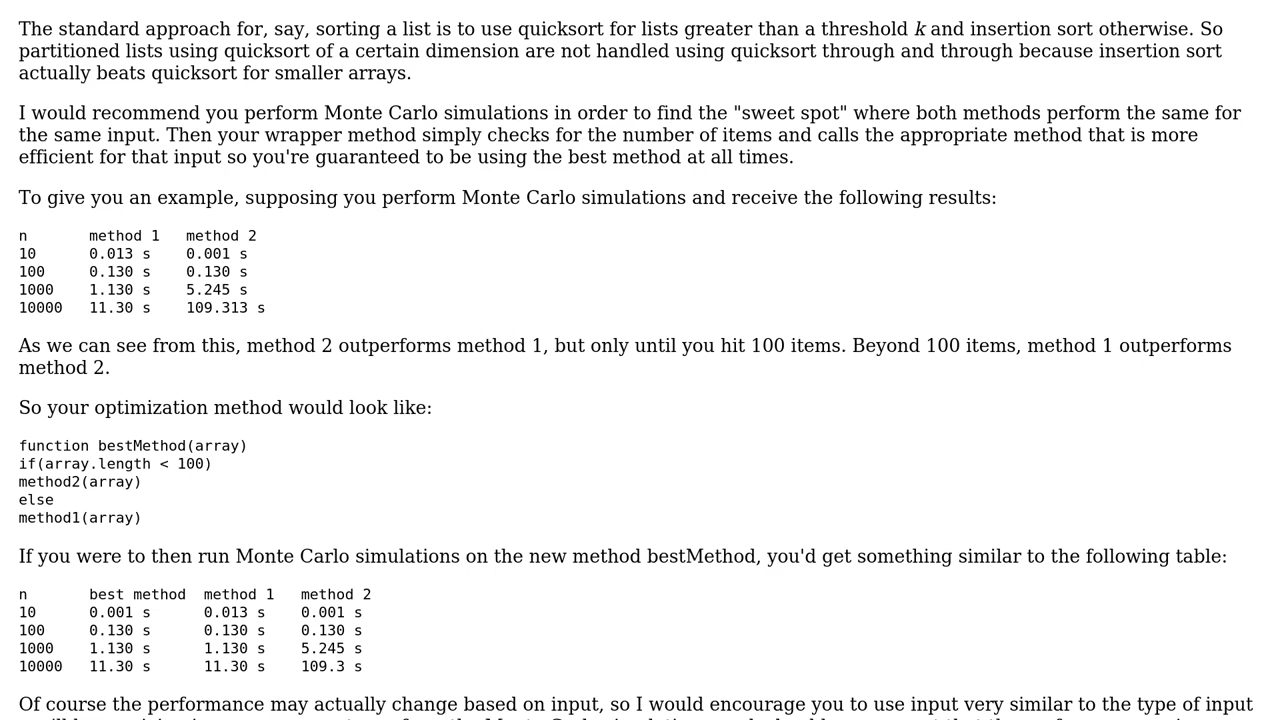 The standard approach for, say, sorting a list is to use quicksort for lists greater than a threshold k and insertion sort otherwise. So
partitioned lists using quicksort of a certain dimension are not handled using quicksort through and through because insertion sort
actually beats quicksort for smaller arrays.
I would recommend you perform Monte Carlo simulations in order to find the "sweet spot" where both methods perform the same for
the same input. Then your wrapper method simply checks for the number of items and calls the appropriate method that is more
efficient for that input so you're guaranteed to be using the best method at all times.
To give you an example, supposing you perform Monte Carlo simulations and receive the following results:
n       method 1   method 2
10      0.013 s    0.001 s
100     0.130 s    0.130 s
1000    1.130 s    5.245 s
10000   11.30 s    109.313 s
As we can see from this, method 2 outperforms method 1, but only until you hit 100 items. Beyond 100 items, method 1 outperforms
method 2.
So your optimization method would look like:
function bestMethod(array)
if(array.length < 100)
method2(array)
else
method1(array)
If you were to then run Monte Carlo simulations on the new method bestMethod, you'd get something similar to the following table:
n       best method  method 1   method 2
10      0.001 s      0.013 s    0.001 s
100     0.130 s      0.130 s    0.130 s
1000    1.130 s      1.130 s    5.245 s
10000   11.30 s      11.30 s    109.3 s
Of course the performance may actually change based on input, so I would encourage you to use input very similar to the type of input